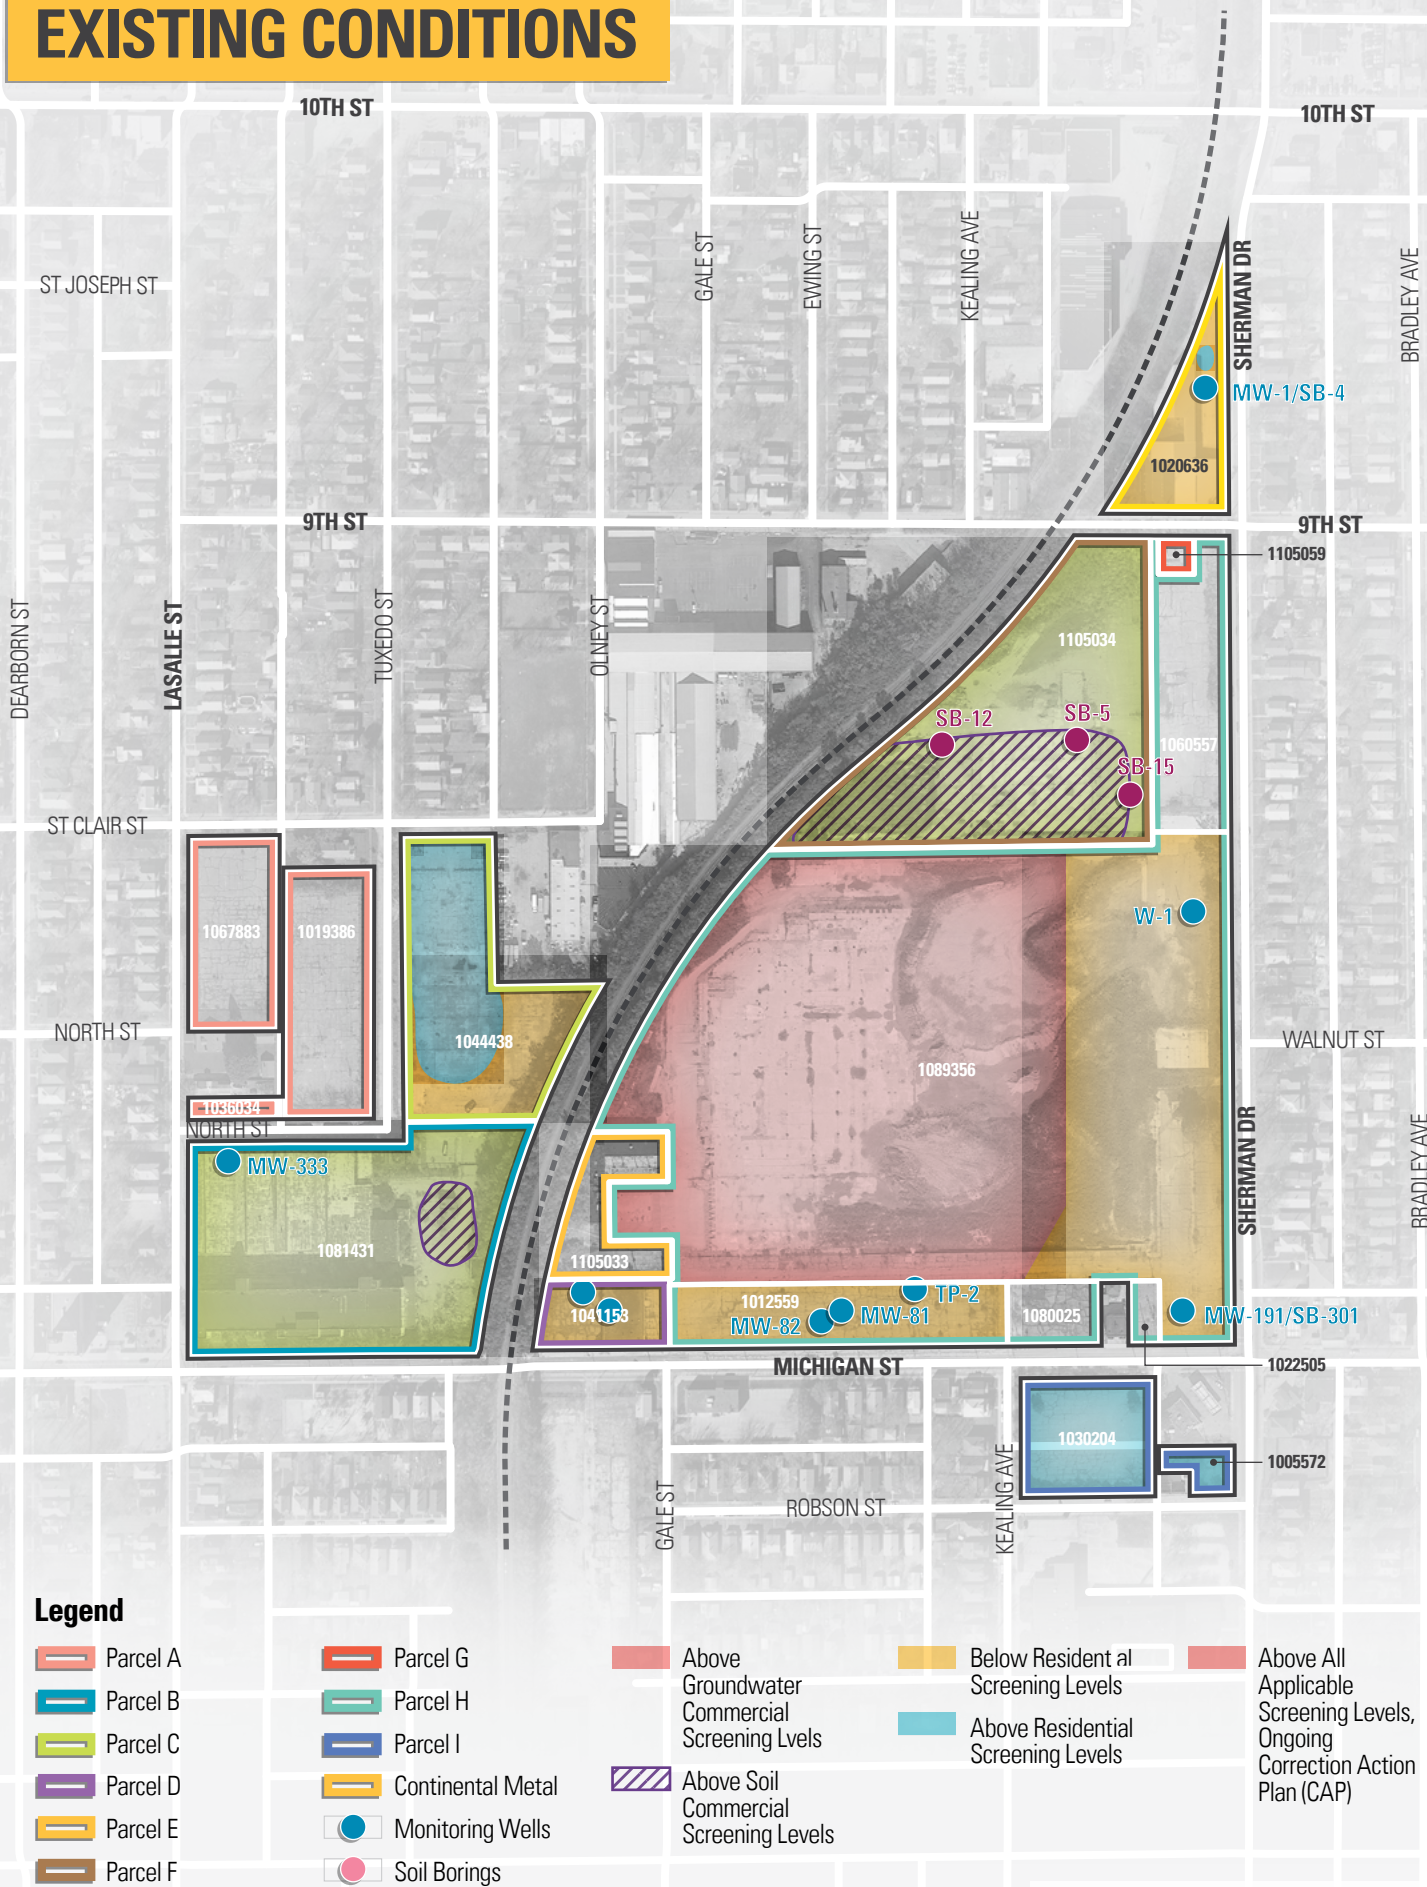 EXISTING CONDITIONS
10TH ST
10TH ST
ST JOSEPH ST
GALE ST
EWING ST
KEALING AVE
SHERMAN DR
BRADLEY AVE
MW-1/SB-4
1020636
9TH ST
9TH ST
1105059
DEARBORN ST
LASALLE ST
TUXEDO ST
OLNEY ST
1105034
SB-12
SB-5
1060557
SB-15
ST CLAIR ST
1067883
1019386
W-1
NORTH ST
1044438
WALNUT ST
1089356
1036034
NORTH ST
MW-333
SHERMAN DR
BRADLEY AVE
1081431
1105033
1041153
1012559
TP-2
MW-82
MW-81
1080025
MW-191/SB-301
MICHIGAN ST
1022505
1030204
1005572
GALE ST
ROBSON ST
KEALING AVE
Legend
Parcel A
Parcel B
Parcel C
Parcel D
Parcel E
Parcel F
Parcel G
Parcel H
Parcel I
Continental Metal
Monitoring Wells
Soil Borings
Above
Groundwater
Commercial
Screening Lvels
Above Soil
Commercial
Screening Levels
Below Resident al
Screening Levels
Above Residential
Screening Levels
Above All
Applicable
Screening Levels,
Ongoing
Correction Action
Plan (CAP)